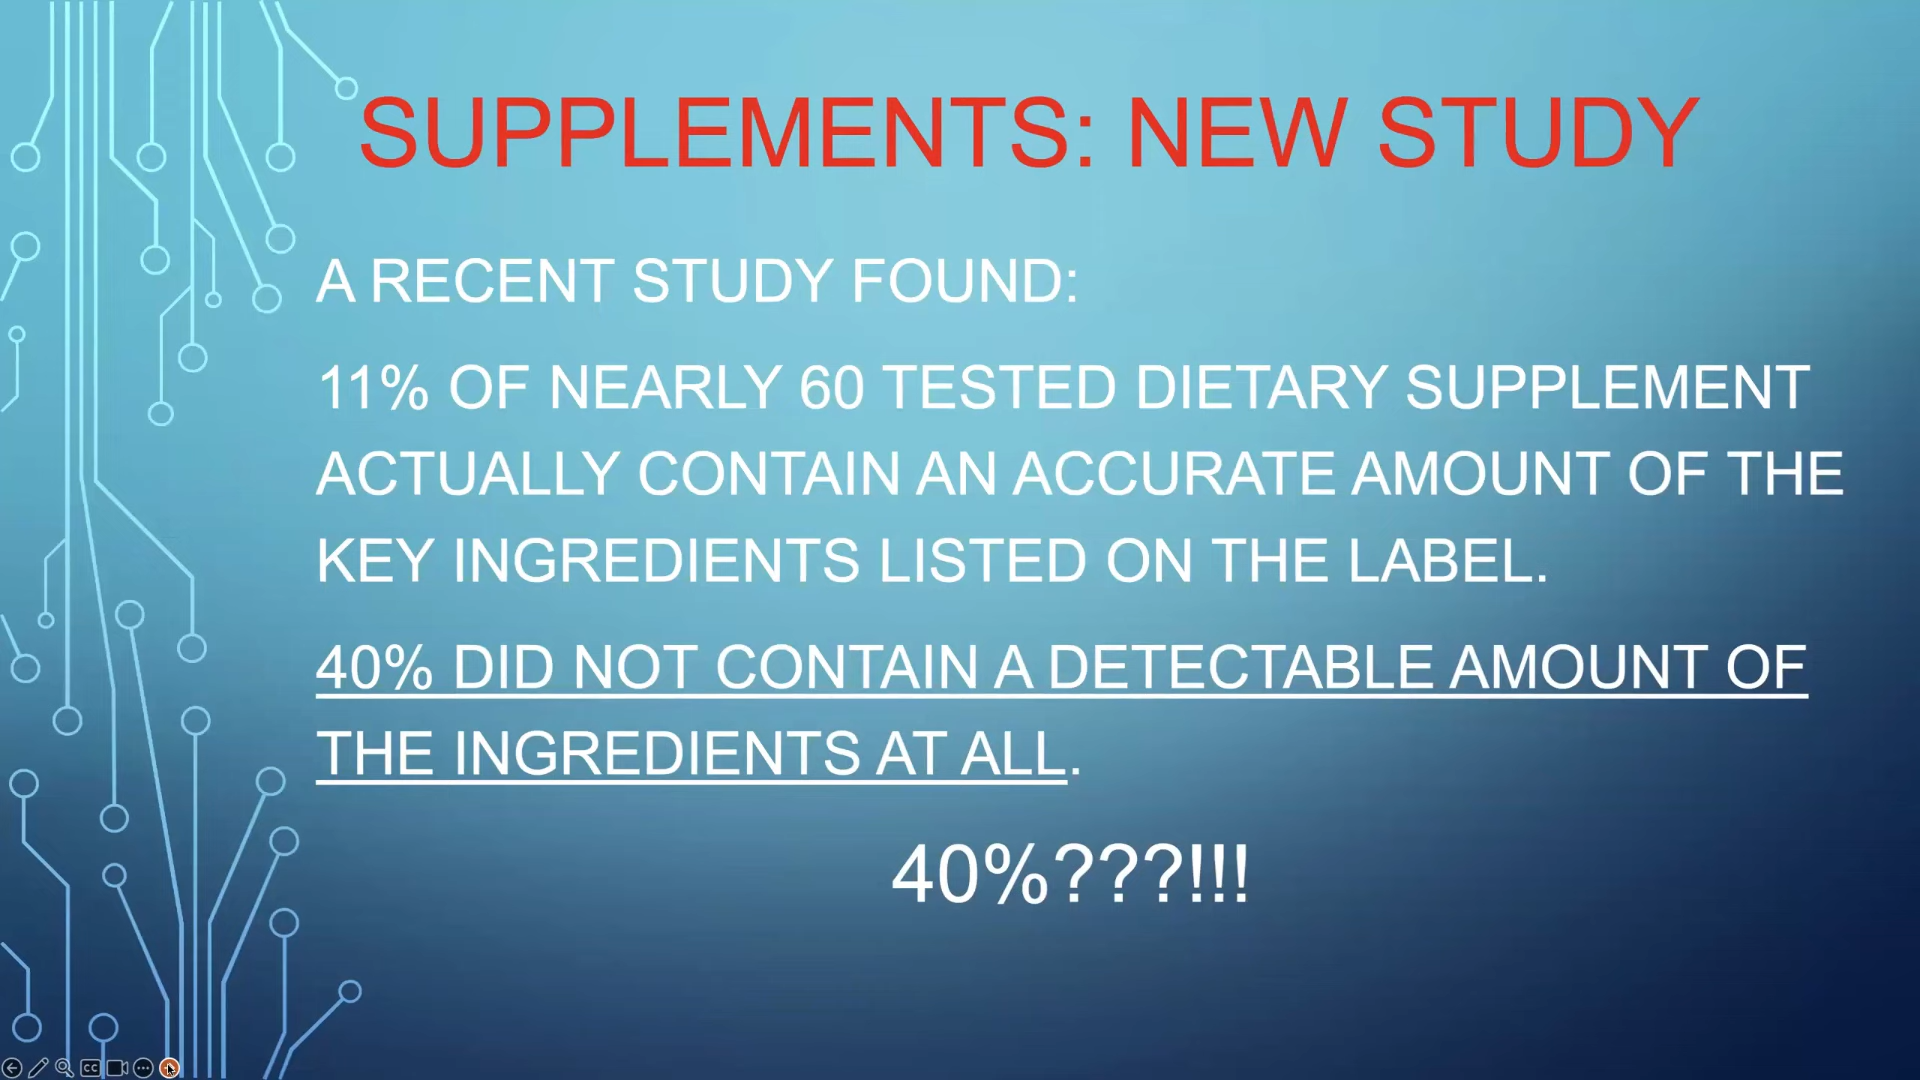 SUPPLEMENTS: NEW STUDY
A RECENT STUDY FOUND:
11% OF NEARLY 60 TESTED DIETARY SUPPLEMENT
ACTUALLY CONTAIN AN ACCURATE AMOUNT OF THE
KEY INGREDIENTS LISTED ON THE LABEL.
40% DID NOT CONTAIN A DETECTABLE AMOUNT OF
THE INGREDIENTS AT ALL.
40%???!!!
CC